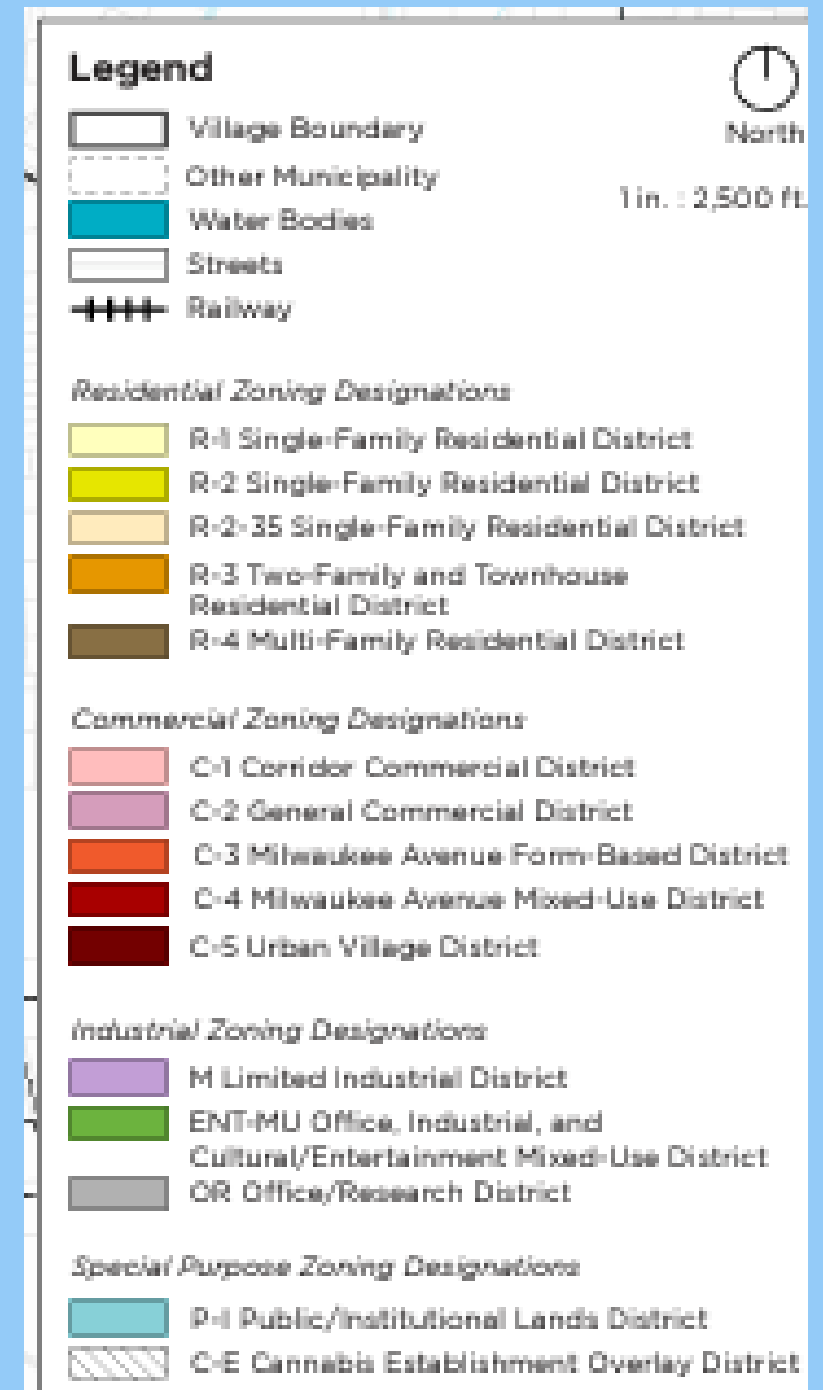 Legend
North
1 in. : 2,500 ft.
Village Boundary
Other Municipality
Water Bodies
Streets
Railway
Residential Zoning Designations
R-1 Single-Family Residential District
R-2 Single-Family Residential District
R-2-35 Single-Family Residential District
R-3 Two-Family and Townhouse
Residential District
R-4 Multi-Family Residential District
Commercial Zoning Designations
C-1 Corridor Commercial District
C-2 General Commercial District
C-3 Milwaukee Avenue Form-Based District
C-4 Milwaukee Avenue Mixed-Use District
C-5 Urban Village District
Industrial Zoning Designations
M Limited Industrial District
ENT-MU Office, Industrial, and
Cultural/Entertainment Mixed-Use District
OR Office/Research District
Special Purpose Zoning Designations
P-I Public/Institutional Lands District
C-E Cannabis Establishment Overlay District